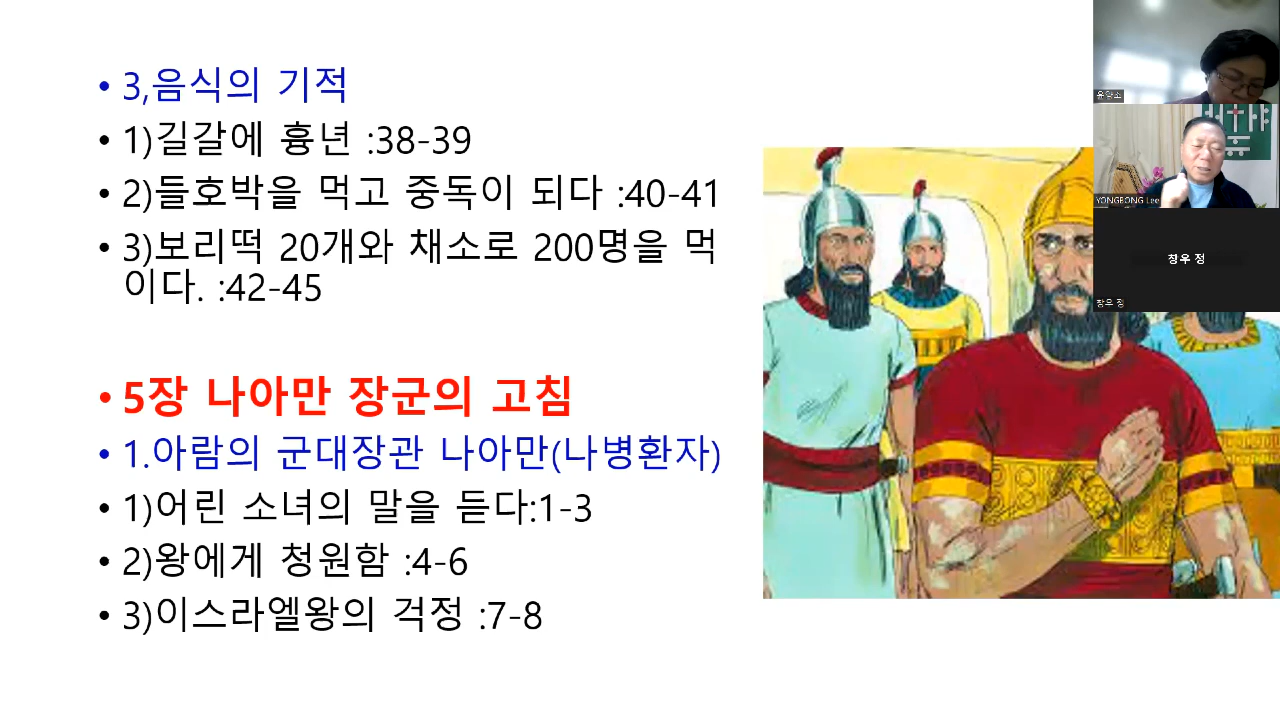 • 3,음식의 기적
• 1)길갈에 흉년 :38-39
• 2)들호박을 먹고 중독이 되다 :40-41
• 3)보리떡 20개와 채소로 200명을 먹
이다. :42-45
• 5장 나아만 장군의 고침
• 1.아람의 군대장관 나아만(나병환자)
• 1)어린 소녀의 말을 듣다:1-3
• 2)왕에게 청원함 :4-6
• 3)이스라엘왕의 걱정 :7-8
YONGBONG Lee
창우 정
창우 정